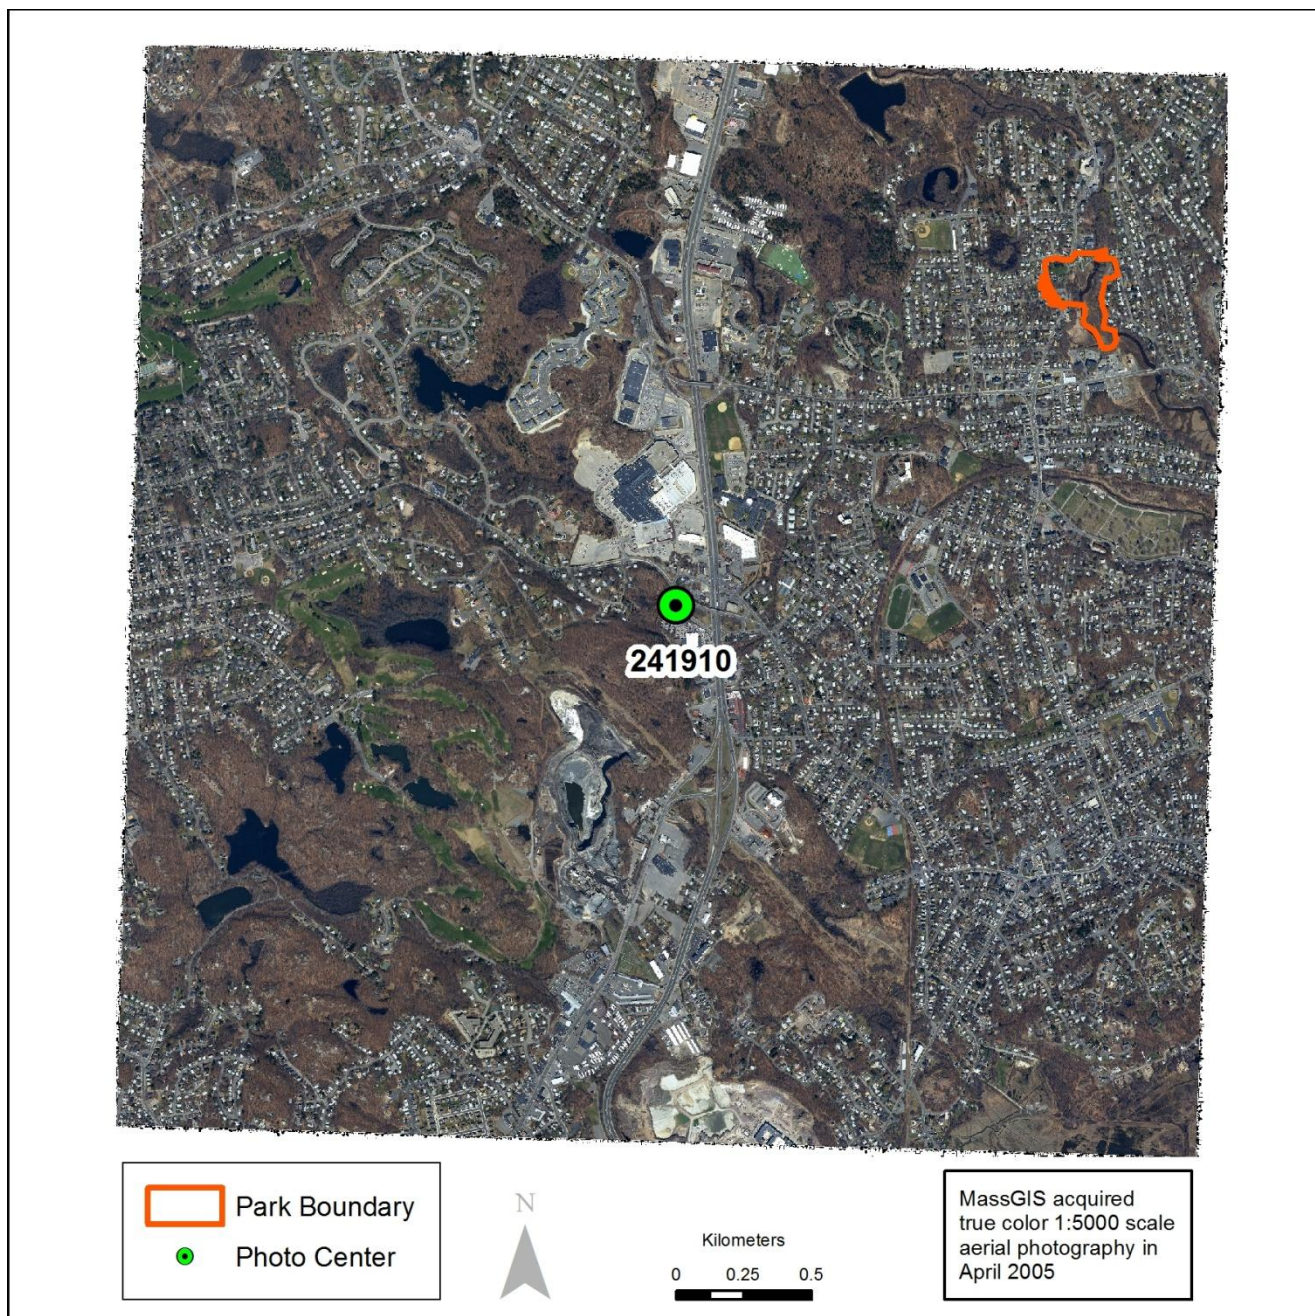 241910
Park Boundary
Photo Center
N
Kilometers
0 0.25 0.5
MassGIS acquired
true color 1:5000 scale
aerial photography in
April 2005